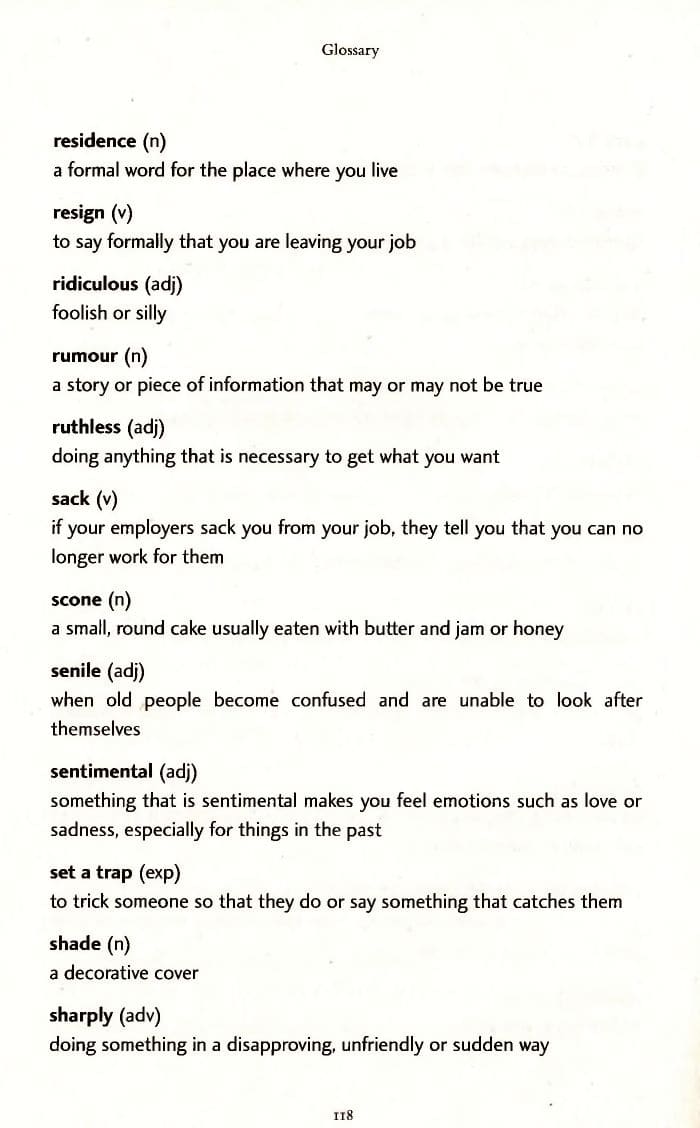 Glossary
residence (n)
a formal word for the place where you live
resign (v)
to say formally that you are leaving your job
ridiculous (adj)
foolish or silly
rumour (n)
a story or piece of information that may or may not be true
ruthless (adj)
doing anything that is necessary to get what you want
sack (v)
if your employers sack you from your job, they tell you that you can no
longer work for them
scone (n)
a small, round cake usually eaten with butter and jam or honey
senile (adj)
when old people become confused and are unable to look after
themselves
sentimental (adj)
something that is sentimental makes you feel emotions such as love or
sadness, especially for things in the past
set a trap (exp)
to trick someone so that they do or say something that catches them
shade (n)
a decorative cover
sharply (adv)
doing something in a disapproving, unfriendly or sudden way
118